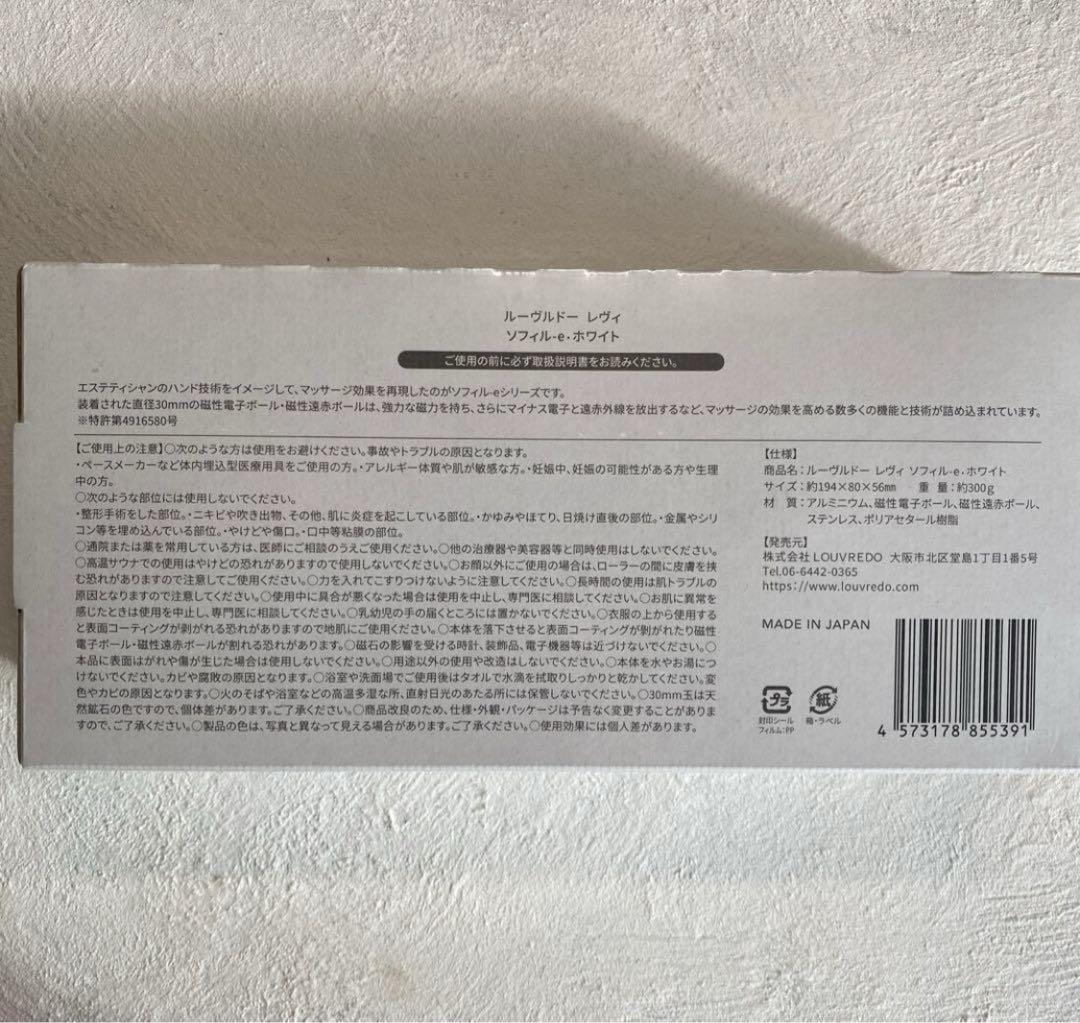 ルーヴルドー レヴィ
ソフィル-e・ホワイト
ご使用の前に必ず取扱説明書をお読みください。
エステティシャンのハンド技術をイメージして、マッサージ効果を再現したのがソフィル-eシリーズです。
装着された直径30mmの磁性電子ボール・磁性遠赤ボールは、強力な磁力を持ち、さらにマイナス電子と遠赤外線を放出するなど、マッサージの効果を高める数多くの機能と技術が詰め込まれています。
※特許第4916580号
【ご使用上の注意】○次のような方は使用をお避けください。事故やトラブルの原因となります。
・ペースメーカーなど体内埋込型医療用具をご使用の方。・アレルギー体質や肌が敏感な方。・妊娠中、妊娠の可能性がある方や生理
中の方。
○次のような部位には使用しないでください。
・整形手術をした部位。・ニキビや吹き出物、その他、肌に炎症を起こしている部位。・かゆみやほてり、日焼け直後の部位。・金属やシリ
コン等を埋め込んでいる部位。・やけどや傷口。・口中等粘膜の部位。
○通院または薬を常用している方は、医師にご相談のうえご使用ください。○他の治療器や美容器等と同時使用はしないでください。
○高温サウナでの使用はやけどの恐れがありますので使用しないでください。○お顔以外にご使用の場合は、ローラーの間に皮膚を挟
む恐れがありますので注意してご使用ください。○力を入れてこすりつけないように注意してください。○長時間の使用は肌トラブルの
原因となりますので注意してください。○使用中に具合が悪くなった場合は使用を中止し、専門医に相談してください。○お肌に異常を
感じたときは使用を中止し、専門医に相談してください。○乳幼児の手の届くところには置かないでください。○衣服の上から使用する
と表面コーティングが剥がれる恐れがありますので地肌にご使用ください。○本体を落下させると表面コーティングが剥がれたり磁性
電子ボール・磁性遠赤ボールが割れる恐れがあります。○磁石の影響を受ける時計、装飾品、電子機器等は近づけないでください。○
本品に表面はがれや傷が生じた場合は使用しないでください。○用途以外の使用や改造はしないでください。○本体を水やお湯につ
けないでください。カビや腐敗の原因となります。○浴室や洗面場でご使用後はタオルで水滴を拭取りしっかりと乾かしてください。変
色やカビの原因となります。○火のそばや浴室などの高温多湿な所、直射日光のあたる所には保管しないでください。○30mm玉は天
然鉱石の色ですので、個体差があります。ご了承ください。○商品改良のため、仕様・外観・パッケージは予告なく変更することがありま
すので、ご了承ください。○製品の色は、写真と異なって見える場合があります。ご了承ください。○使用効果には個人差があります。
【仕様】
商品名：ルーヴルドー レヴィ ソフィル-e・ホワイト
サイズ：約194×80×56mm 重 量：約300g
材 質：アルミニウム、磁性電子ボール、磁性遠赤ボール、
ステンレス、ポリアセタール樹脂
【発売元】
株式会社 LOUVREDO 大阪市北区堂島1丁目1番5号
Tel.06-6442-0365
https://www.louvredo.com
MADE IN JAPAN
プラ
封印シール
フィルム：PP
紙
箱・ラベル
4 573178 855391